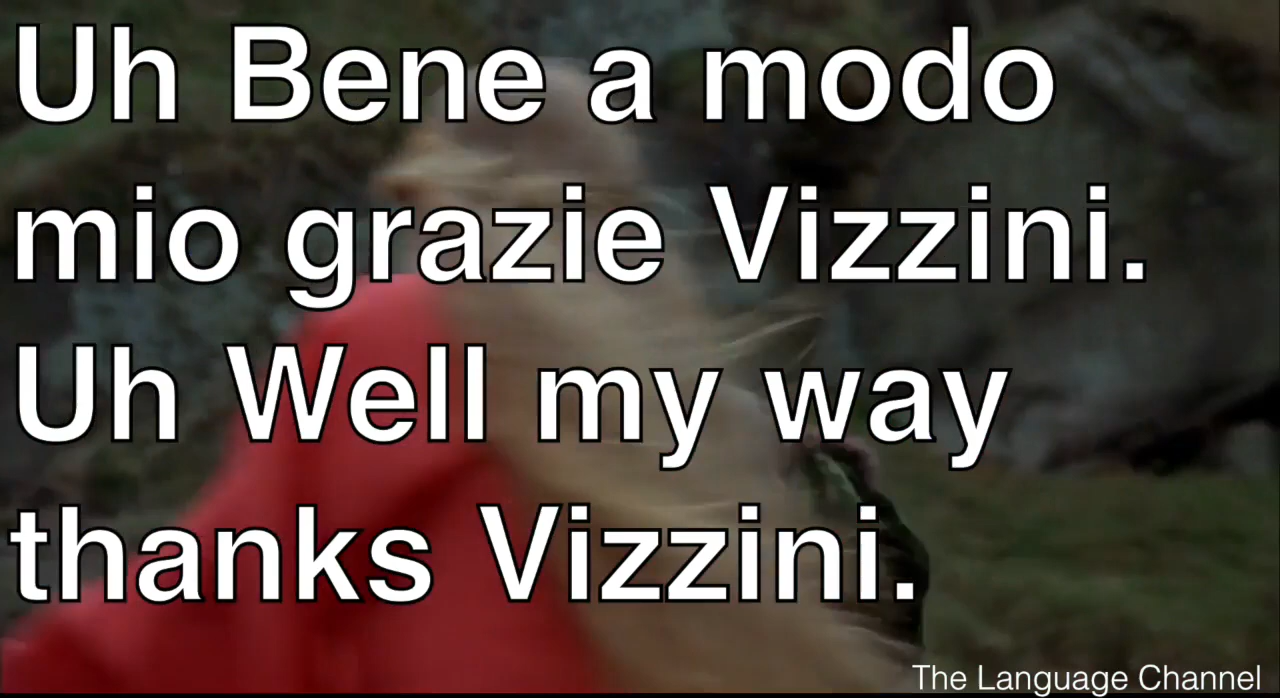 Uh Bene a modo
mio grazie Vizzini.
Uh Well my way
thanks Vizzini.
The Language Channel